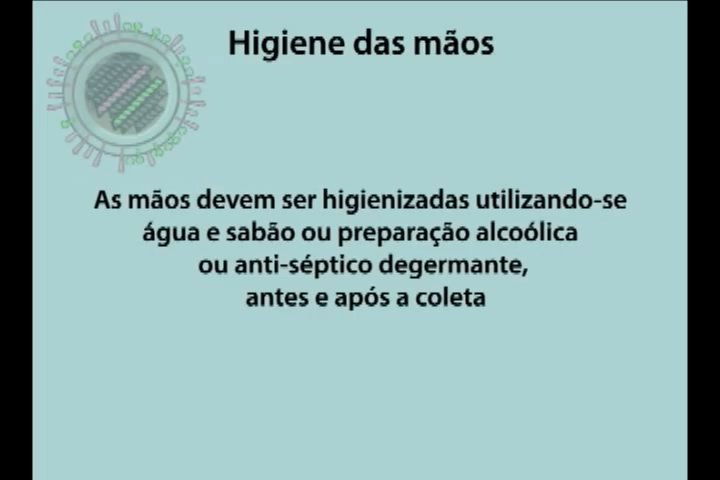 Higiene das mãos
As mãos devem ser higienizadas utilizando-se
água e sabão ou preparação alcoólica
ou anti-séptico degermante,
antes e após a coleta